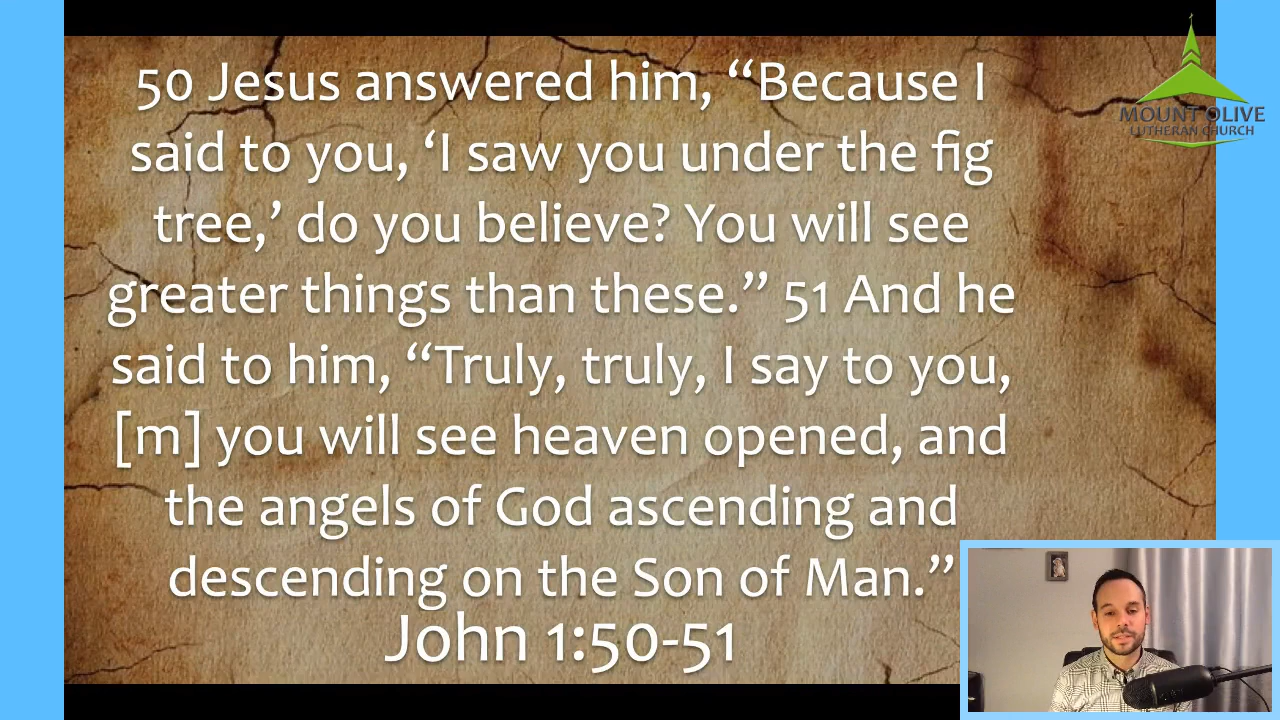 50 Jesus answered him, “Because I
said to you, ‘I saw you under the fig
tree,’ do you believe? You will see
greater things than these.” 51 And he
said to him, “Truly, truly, I say to you,
[m] you will see heaven opened, and
the angels of God ascending and
descending on the Son of Man.”
John 1:50-51
MOUNT OLIVE
LUTHERAN CHURCH